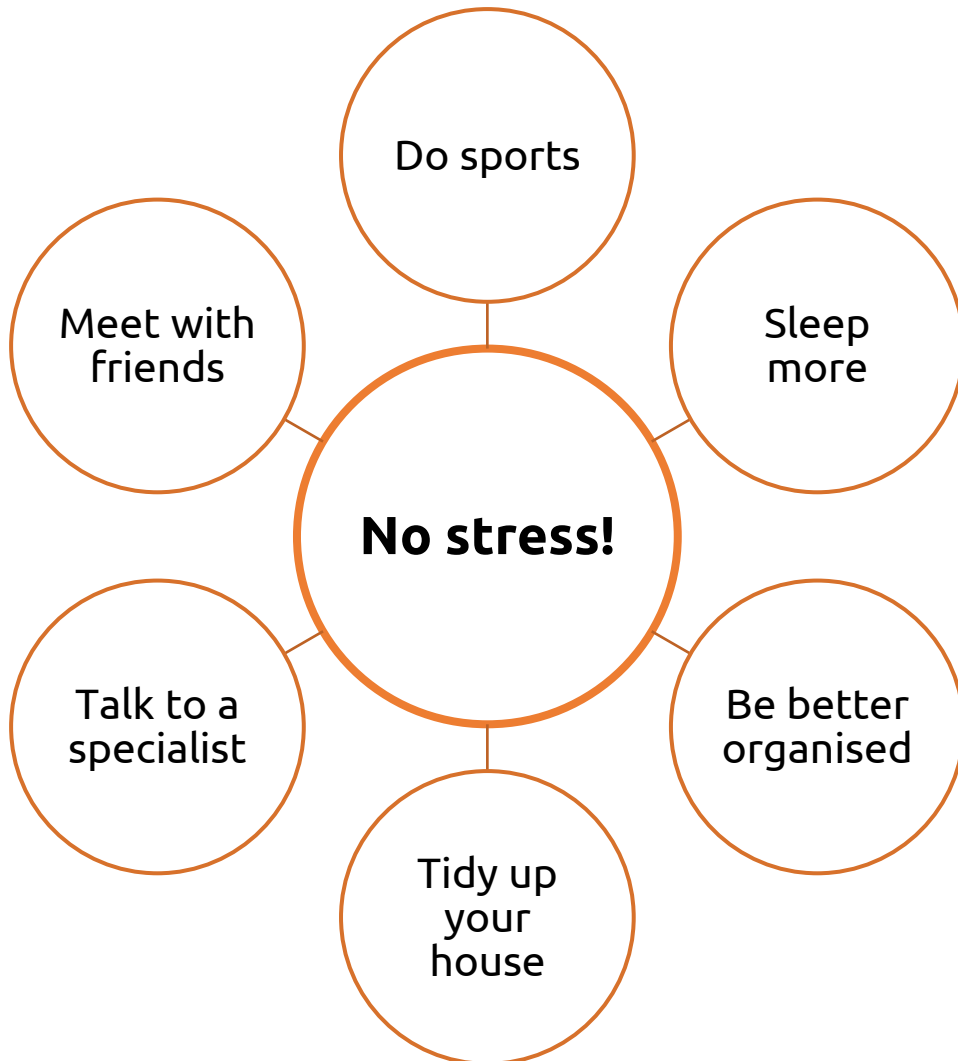 Do sports
Meet with
friends
Sleep
more
No stress!
Talk to a
specialist
Be better
organised
Tidy up
your
house